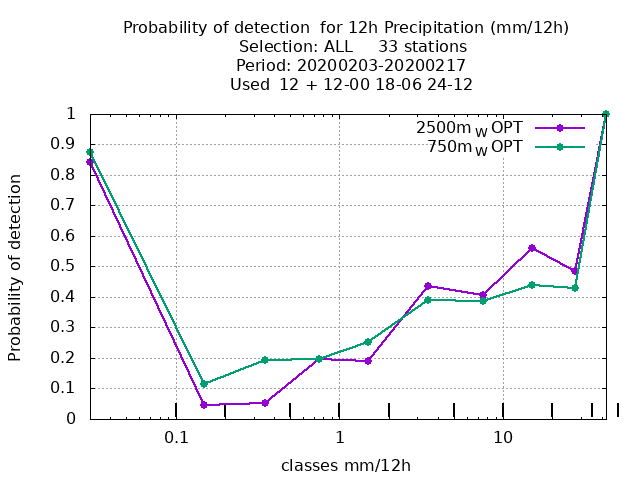 Probability of detection  for 12h Precipitation (mm/12h)
Selection: ALL     33 stations
Period: 20200203-20200217
Used  12 + 12-00 18-06 24-12
2500m W OPT
750m W OPT
1
0.9
0.8
0.7
0.6
0.5
0.4
0.3
0.2
0.1
0
Probability of detection
0.1 1 10
classes mm/12h